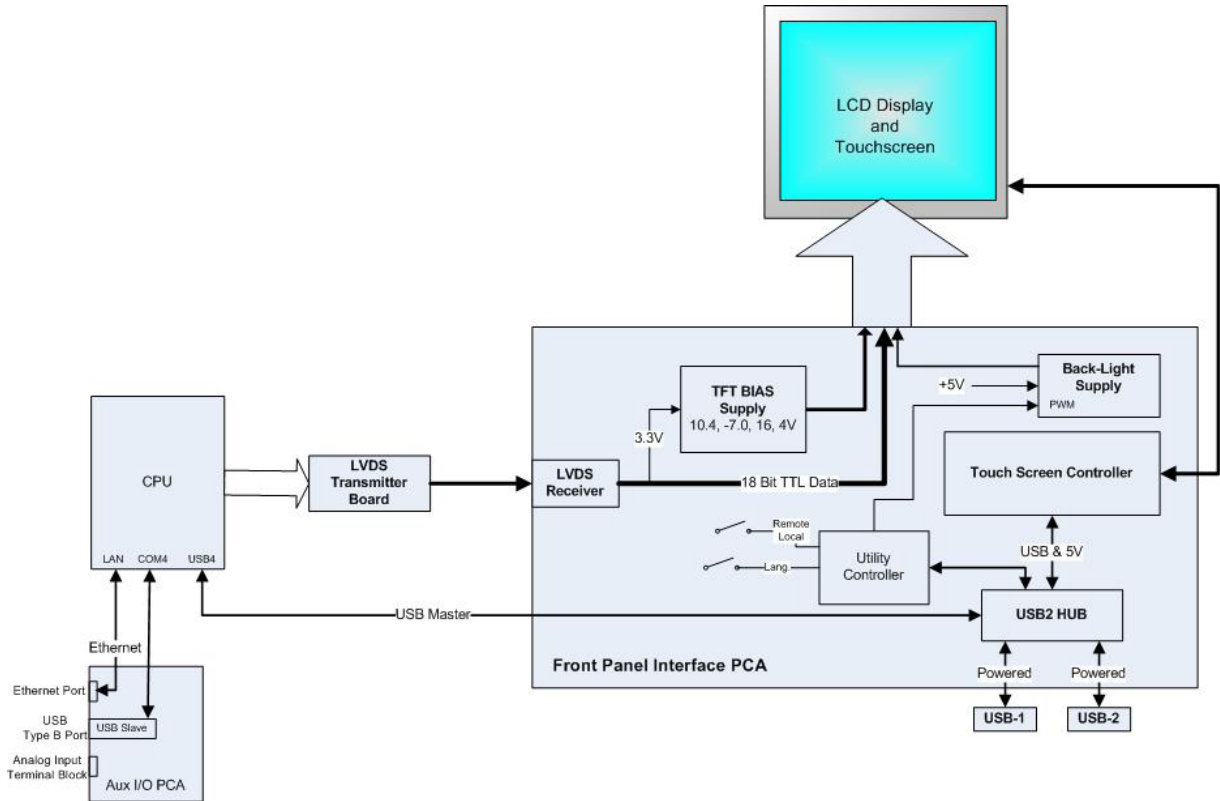 LCD Display
and
Touchscreen
TFT BIAS
Supply
10.4, -7.0, 16, 4V
3.3V
+5V
Back-Light
Supply
PWM
CPU
LAN
COM4
USB4
LVDS
Transmitter
Board
LVDS
Receiver
18 Bit TTL Data
Touch Screen Controller
Remote
Local
Lang.
Utility
Controller
USB & 5V
USB2 HUB
USB Master
Ethernet
Front Panel Interface PCA
Powered
Powered
USB-1
USB-2
Ethernet Port
USB
Type B Port
USB Slave
Analog Input
Terminal Block
Aux I/O PCA